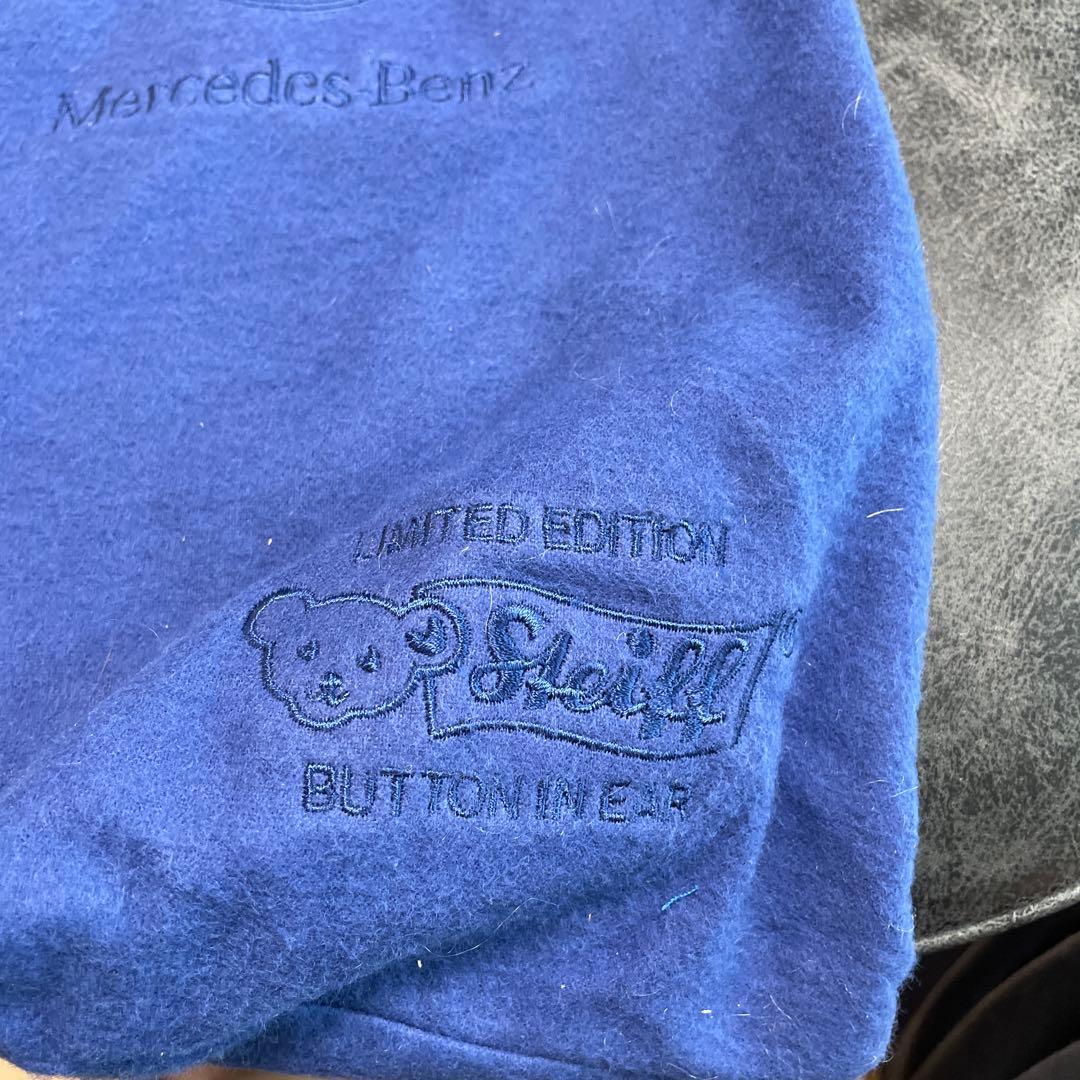 Mercedes-Benz
LIMITED EDITION
Steiff
BUTTON IN EAR